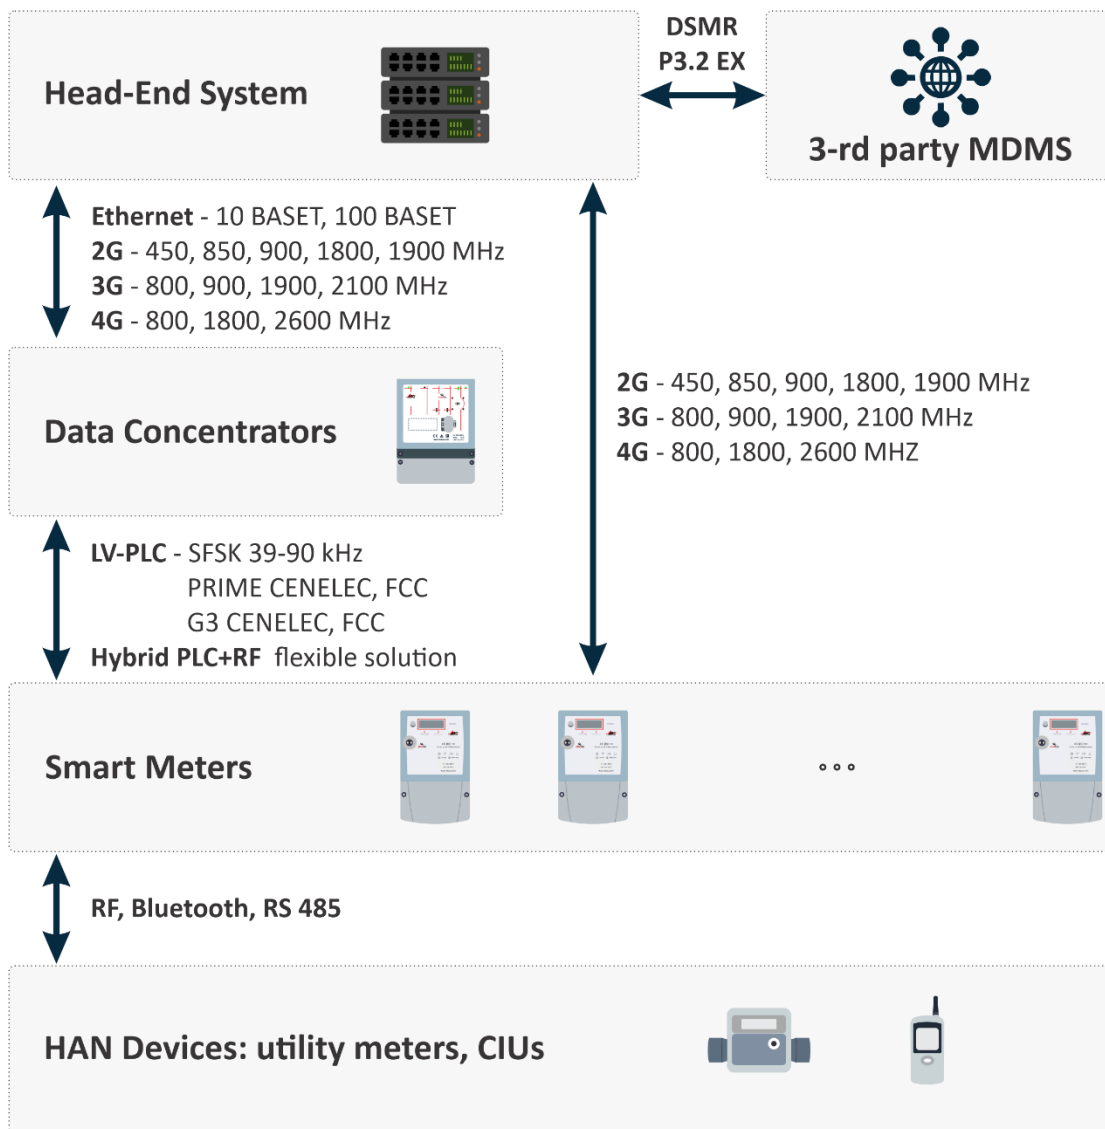 Head-End System
DSMR
P3.2 EX
3-rd party MDMS
Ethernet - 10 BASET, 100 BASET
2G - 450, 850, 900, 1800, 1900 MHz
3G - 800, 900, 1900, 2100 MHz
4G - 800, 1800, 2600 MHz
2G - 450, 850, 900, 1800, 1900 MHz
3G - 800, 900, 1900, 2100 MHz
4G - 800, 1800, 2600 MHZ
Data Concentrators
LV-PLC - SFSK 39-90 kHz
PRIME CENELEC, FCC
G3 CENELEC, FCC
Hybrid PLC+RF flexible solution
Smart Meters
RF, Bluetooth, RS 485
HAN Devices: utility meters, CIUs